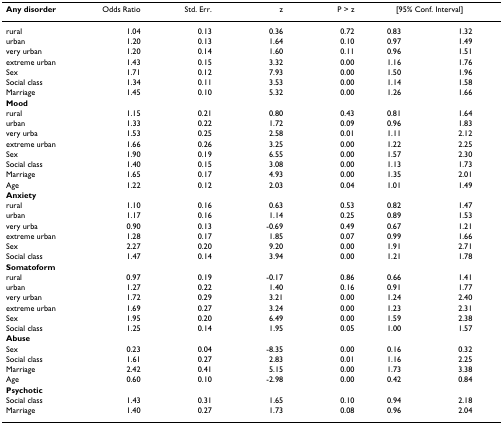 Any disorder Odds Ratio Std. Err. z P > z [95% Conf. Interval]
rural 1.04 0.13 0.36 0.72 0.83 1.32
urban 1.20 0.13 1.64 0.10 0.97 1.49
very urban 1.20 0.14 1.60 0.11 0.96 1.51
extreme urban 1.43 0.15 3.32 0.00 1.16 1.76
Sex 1.71 0.12 7.93 0.00 1.50 1.96
Social class 1.34 0.11 3.53 0.00 1.14 1.58
Marriage 1.45 0.10 5.32 0.00 1.26 1.66
Mood
rural 1.15 0.21 0.80 0.43 0.81 1.64
urban 1.33 0.22 1.72 0.09 0.96 1.83
very urba 1.53 0.25 2.58 0.01 1.11 2.12
extreme urban 1.66 0.26 3.25 0.00 1.22 2.25
Sex 1.90 0.19 6.55 0.00 1.57 2.30
Social class 1.40 0.15 3.08 0.00 1.13 1.73
Marriage 1.65 0.17 4.93 0.00 1.35 2.01
Age 1.22 0.12 2.03 0.04 1.01 1.49
Anxiety
rural 1.10 0.16 0.63 0.53 0.82 1.47
urban 1.17 0.16 1.14 0.25 0.89 1.53
very urba 0.90 0.13 -0.69 0.49 0.67 1.21
extreme urban 1.28 0.17 1.85 0.07 0.99 1.66
Sex 2.27 0.20 9.20 0.00 1.91 2.71
Social class 1.47 0.14 3.94 0.00 1.21 1.78
Somatoform
rural 0.97 0.19 -0.17 0.86 0.66 1.41
urban 1.27 0.22 1.40 0.16 0.91 1.77
very urban 1.72 0.29 3.21 0.00 1.24 2.40
extreme urban 1.69 0.27 3.24 0.00 1.23 2.31
Sex 1.95 0.20 6.49 0.00 1.59 2.38
Social class 1.25 0.14 1.95 0.05 1.00 1.57
Abuse
Sex 0.23 0.04 -8.35 0.00 0.16 0.32
Social class 1.61 0.27 2.83 0.01 1.16 2.25
Marriage 2.42 0.41 5.15 0.00 1.73 3.38
Age 0.60 0.10 -2.98 0.00 0.42 0.84
Psychotic
Social class 1.43 0.31 1.65 0.10 0.94 2.18
Marriage 1.40 0.27 1.73 0.08 0.96 2.04